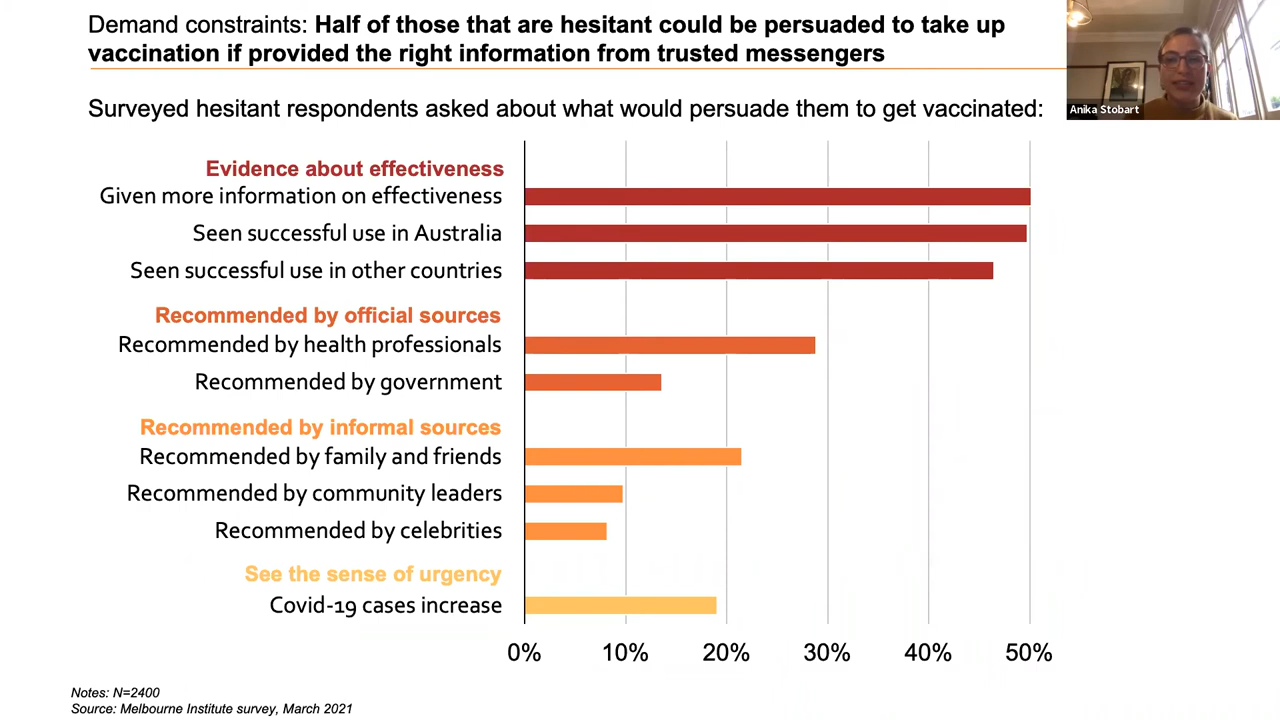 Demand constraints: Half of those that are hesitant could be persuaded to take up
vaccination if provided the right information from trusted messengers
Anika Stobart
Surveyed hesitant respondents asked about what would persuade them to get vaccinated:
Evidence about effectiveness
Given more information on effectiveness
Seen successful use in Australia
Seen successful use in other countries
Recommended by official sources
Recommended by health professionals
Recommended by government
Recommended by informal sources
Recommended by family and friends
Recommended by community leaders
Recommended by celebrities
See the sense of urgency
Covid-19 cases increase
0% 10% 20% 30% 40% 50%
Notes: N=2400
Source: Melbourne Institute survey, March 2021